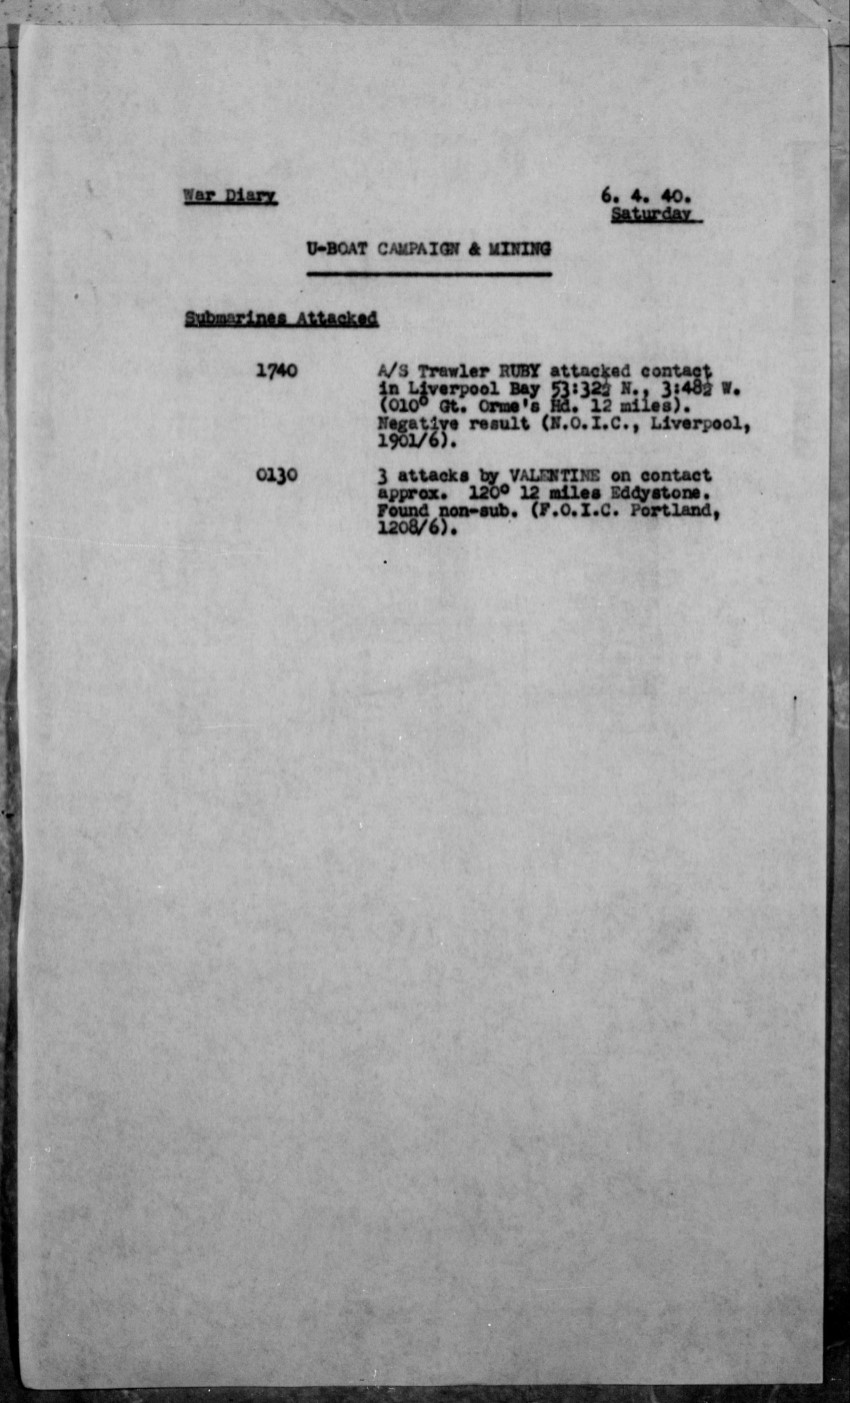 War Diary 6. 4. 40.
Saturday
U-BOAT CAMPAIGN & MINING
Submarines Attacked
1740 A/S Trawler RUBY attacked contact
in Liverpool Bay 53:32½ N., 3:48½ W.
(010° Gt. Orme's Hd. 12 miles).
Negative result (N.O.I.C., Liverpool,
1901/6).
0130 3 attacks by VALENTINE on contact
approx. 120° 12 miles Eddystone.
Found non-sub. (F.O.I.C. Portland,
1208/6).